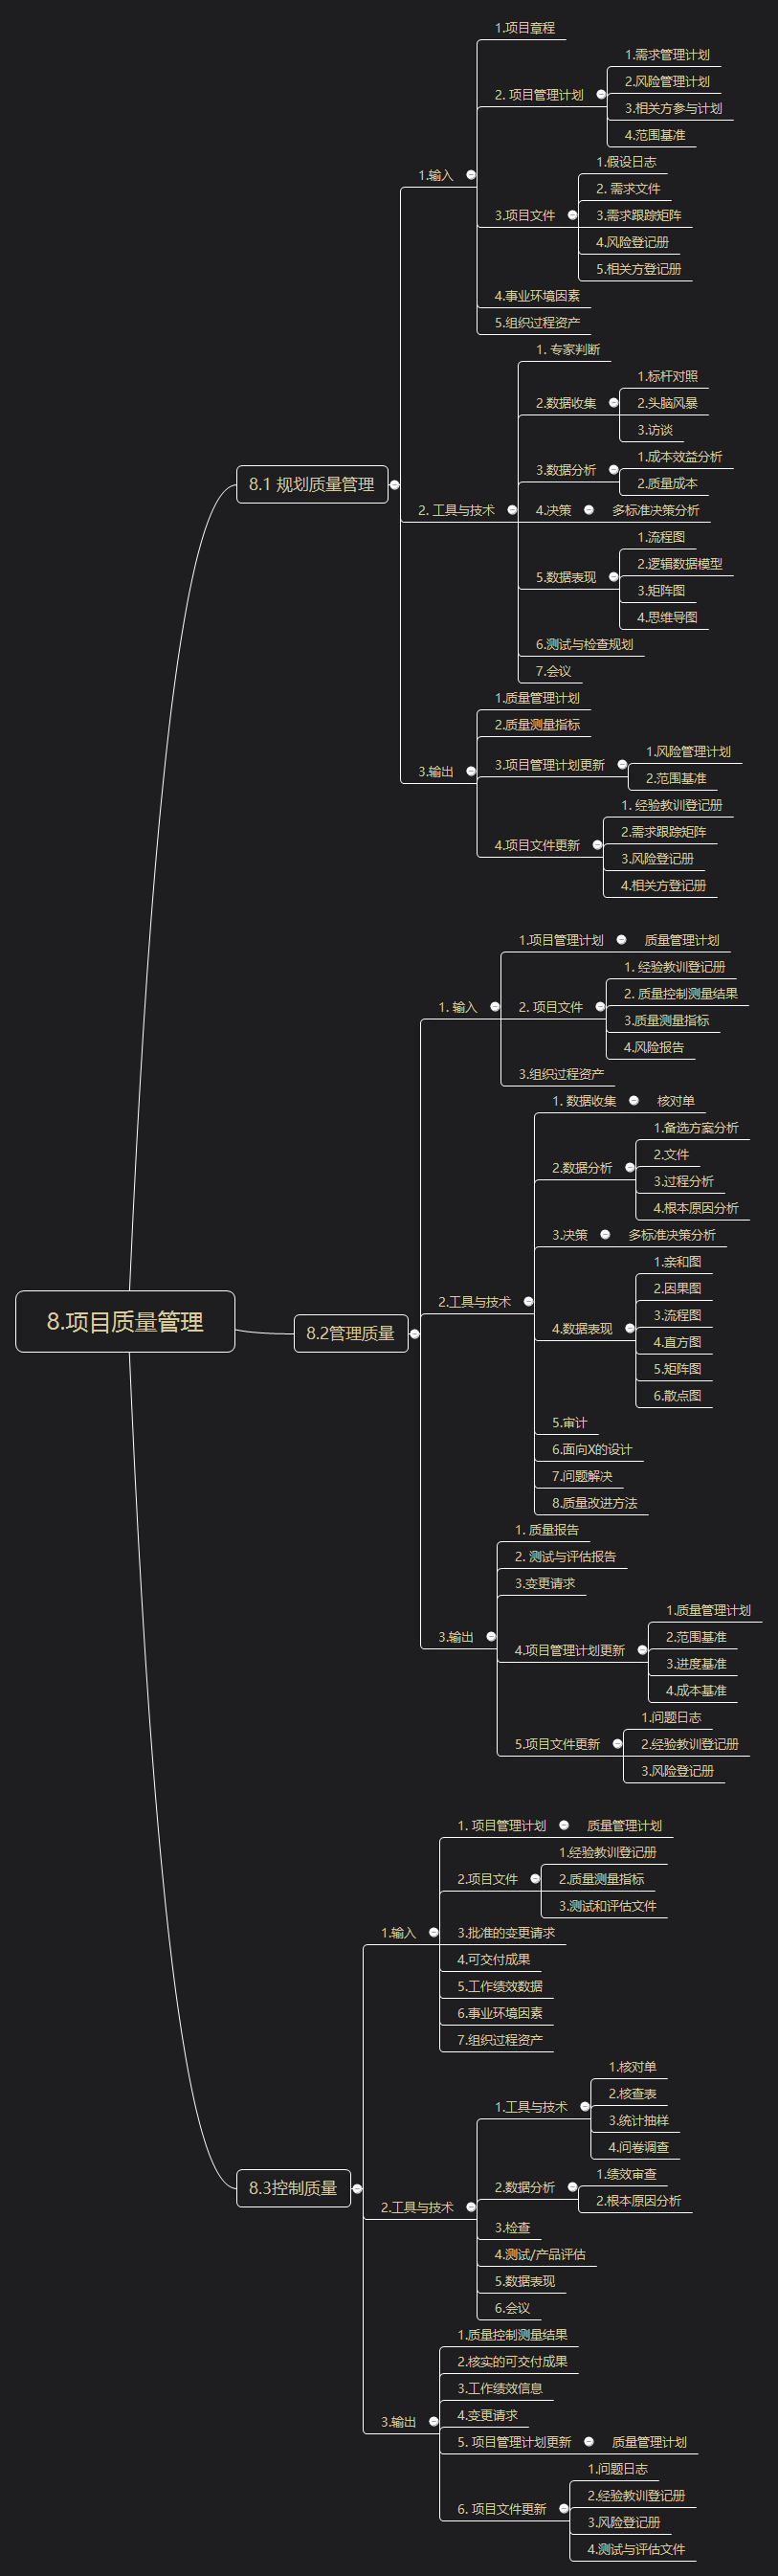 8.项目质量管理
8.1 规划质量管理
1.输入
1.项目章程
2. 项目管理计划
1.需求管理计划
2.风险管理计划
3.相关方参与计划
4.范围基准
3.项目文件
1.假设日志
2. 需求文件
3.需求跟踪矩阵
4.风险登记册
5.相关方登记册
4.事业环境因素
5.组织过程资产
2. 工具与技术
1. 专家判断
2.数据收集
1.标杆对照
2.头脑风暴
3.访谈
3.数据分析
1.成本效益分析
2.质量成本
4.决策
多标准决策分析
5.数据表现
1.流程图
2.逻辑数据模型
3.矩阵图
4.思维导图
6.测试与检查规划
7.会议
3.输出
1.质量管理计划
2.质量测量指标
3.项目管理计划更新
1.风险管理计划
2.范围基准
4.项目文件更新
1. 经验教训登记册
2.需求跟踪矩阵
3.风险登记册
4.相关方登记册
8.2管理质量
1. 输入
1.项目管理计划
质量管理计划
2. 项目文件
1. 经验教训登记册
2. 质量控制测量结果
3.质量测量指标
4.风险报告
3.组织过程资产
2.工具与技术
1. 数据收集
核对单
2.数据分析
1.备选方案分析
2.文件
3.过程分析
4.根本原因分析
3.决策
多标准决策分析
4.数据表现
1.亲和图
2.因果图
3.流程图
4.直方图
5.矩阵图
6.散点图
5.审计
6.面向X的设计
7.问题解决
8.质量改进方法
3.输出
1. 质量报告
2. 测试与评估报告
3.变更请求
4.项目管理计划更新
1.质量管理计划
2.范围基准
3.进度基准
4.成本基准
5.项目文件更新
1.问题日志
2.经验教训登记册
3.风险登记册
8.3控制质量
1.输入
1. 项目管理计划
质量管理计划
2.项目文件
1.经验教训登记册
2.质量测量指标
3.测试和评估文件
3.批准的变更请求
4.可交付成果
5.工作绩效数据
6.事业环境因素
7.组织过程资产
2.工具与技术
1.工具与技术
1.核对单
2.核查表
3.统计抽样
4.问卷调查
2.数据分析
1.绩效审查
2.根本原因分析
3.检查
4.测试/产品评估
5.数据表现
6.会议
3.输出
1.质量控制测量结果
2.核实的可交付成果
3.工作绩效信息
4.变更请求
5. 项目管理计划更新
质量管理计划
6. 项目文件更新
1.问题日志
2.经验教训登记册
3.风险登记册
4.测试与评估文件